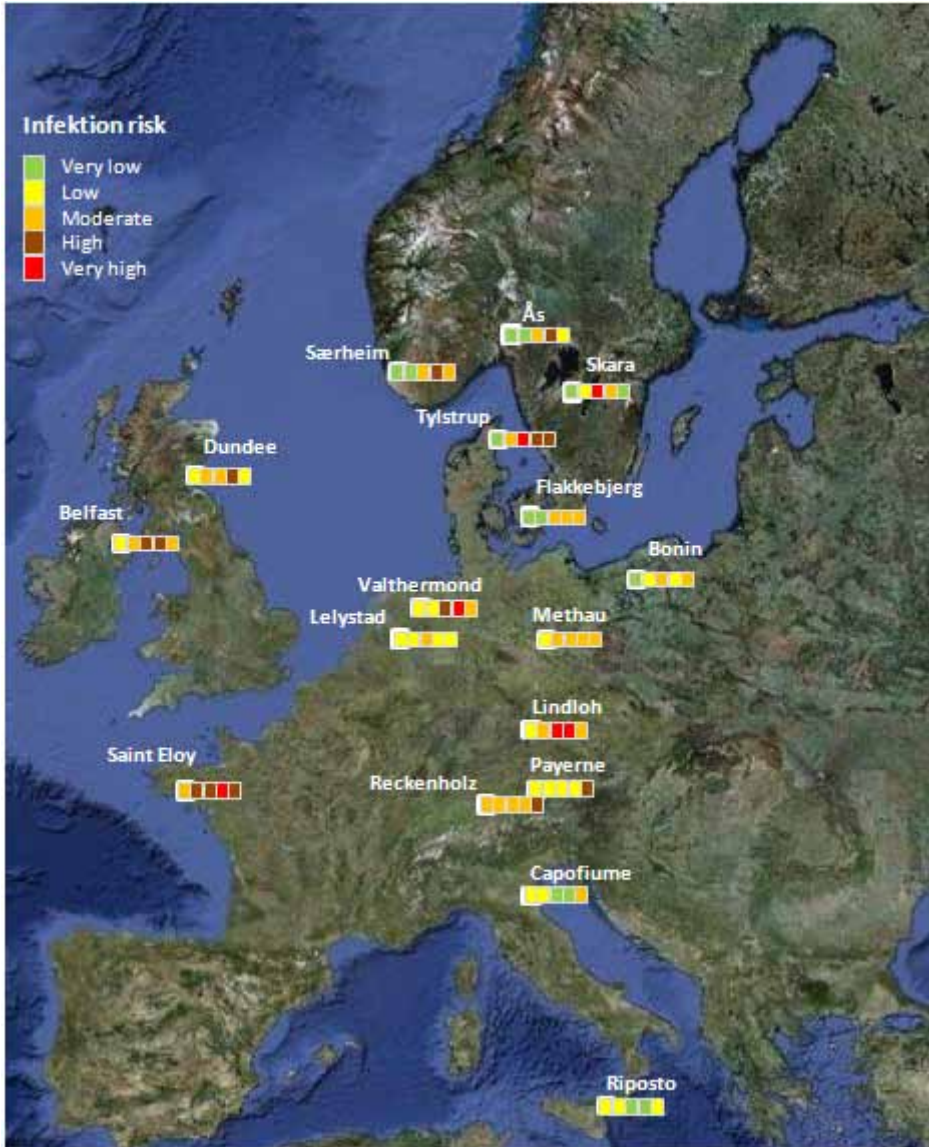 Infektion risk
Very low
Low
Moderate
High
Very high
Ås
Særheim
Skara
Tylstrup
Dundee
Flakkebjerg
Belfast
Bonin
Valthermond
Lelystad
Methau
Lindloh
Saint Eloy
Payerne
Reckenholz
Capofiume
Riposto